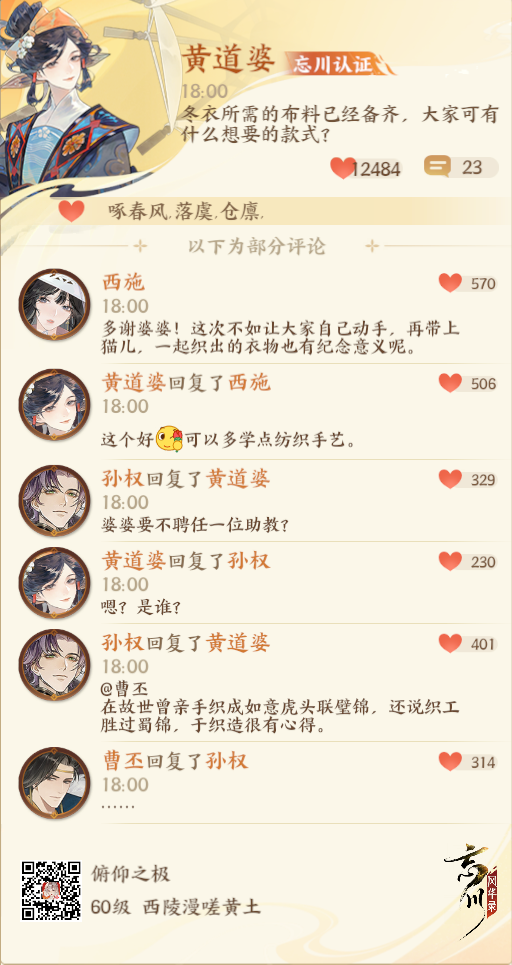 黄道婆 忘川认证
18:00
冬衣所需的布料已经备齐，大家可有
什么想要的款式？
12484 23
啄春风,落虞,仓廪,
以下为部分评论
西施 570
18:00
多谢婆婆！这次不如让大家自己动手，再带上
猫儿，一起织出的衣物也有纪念意义呢。
黄道婆回复了西施 506
18:00
这个好可以多学点纺织手艺。
孙权回复了黄道婆 329
18:00
婆婆要不聘任一位助教？
黄道婆回复了孙权 230
18:00
嗯？是谁？
孙权回复了黄道婆 401
18:00
@曹丕
在故世曾亲手织成如意虎头联璧锦，还说织工
胜过蜀锦，于织造很有心得。
曹丕回复了孙权 314
18:00
······
俯仰之极
60级 西陵漫嗟黄土
忘川
风华录